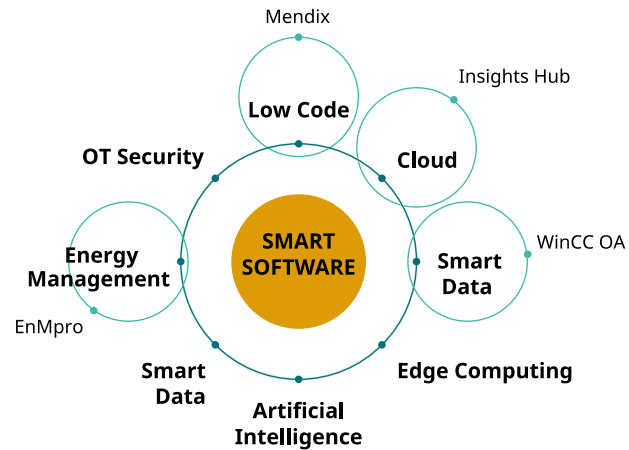 Mendix
Insights Hub
Low Code
OT Security
Cloud
WinCC OA
SMART
SOFTWARE
Energy
Management
Smart
Data
EnMpro
Smart
Data
Edge Computing
Artificial
Intelligence